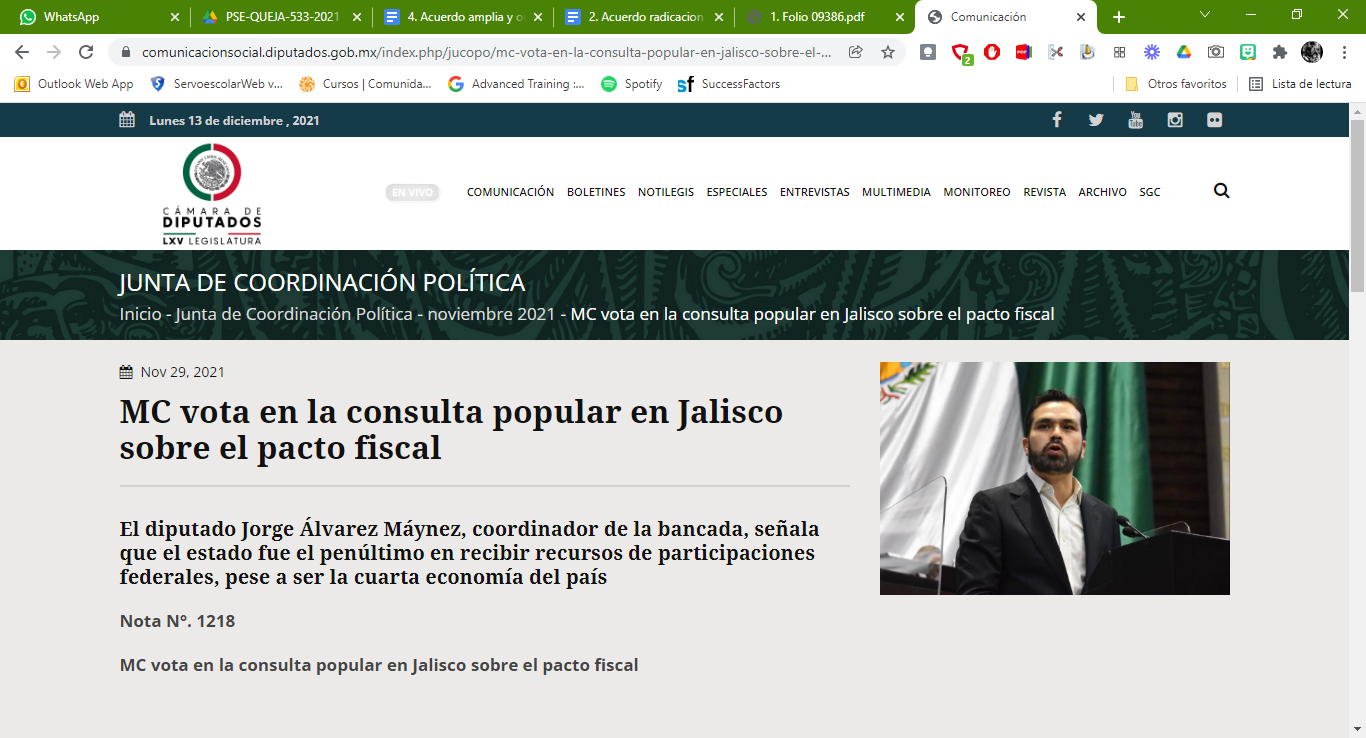 WhatsApp
PSE-QUEJA-533-2021
4. Acuerdo amplia y o
2. Acuerdo radicacion
1. Folio 09386.pdf
Comunicación
comunicacionsocial.diputados.gob.mx/index.php/jucopo/mc-vota-en-la-consulta-popular-en-jalisco-sobre-el-...
Outlook Web App
ServoescolarWeb v...
Cursos | Comunida...
Advanced Training :...
Spotify
SuccessFactors
Otros favoritos
Lista de lectura
Lunes 13 de diciembre , 2021
CÁMARA DE
DIPUTADOS
LXV LEGISLATURA
EN VIVO
COMUNICACIÓN BOLETINES NOTILEGIS ESPECIALES ENTREVISTAS MULTIMEDIA MONITOREO REVISTA ARCHIVO SGC
JUNTA DE COORDINACIÓN POLÍTICA
Inicio - Junta de Coordinación Política - noviembre 2021 - MC vota en la consulta popular en Jalisco sobre el pacto fiscal
Nov 29, 2021
MC vota en la consulta popular en Jalisco
sobre el pacto fiscal
El diputado Jorge Álvarez Máynez, coordinador de la bancada, señala
que el estado fue el penúltimo en recibir recursos de participaciones
federales, pese a ser la cuarta economía del país
Nota N°. 1218
MC vota en la consulta popular en Jalisco sobre el pacto fiscal